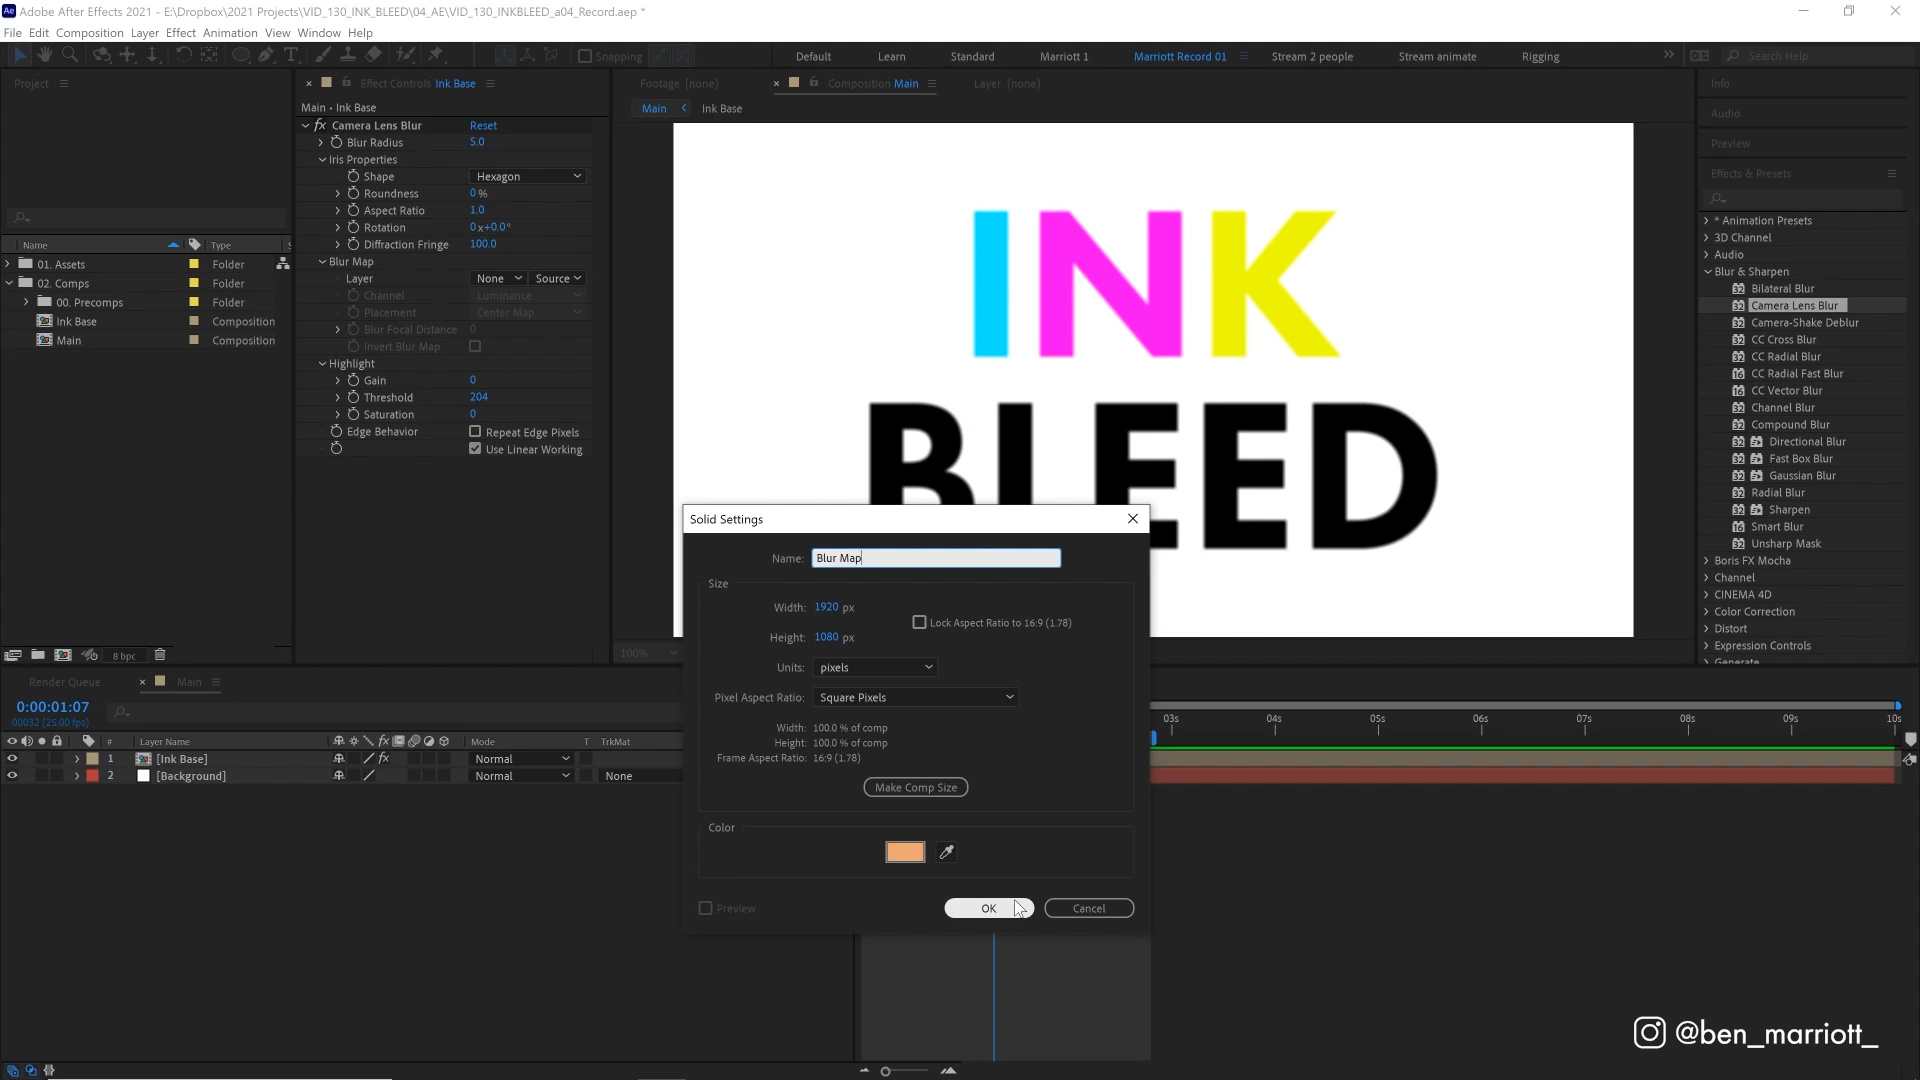 Adobe After Effects 2021 - E:\Dropbox\2021 Projects\VID_130_INK_BLEED\04_AE\VID_130_INKBLEED_a04_Record.aep *
File Edit Composition Layer Effect Animation View Window Help
Snapping
Default Learn Standard Marriott 1 Marriott Record 01 Stream 2 people Stream animate Rigging
Search Help
Project
Name Type
01. Assets Folder
02. Comps Folder
00. Precomps Folder
Ink Base Composition
Main Composition
8 bpc
Effect Controls Ink Base
Main • Ink Base
fx Camera Lens Blur Reset
Blur Radius 5.0
Iris Properties
Shape Hexagon
Roundness 0%
Aspect Ratio 1.0
Rotation 0x+0.0°
Diffraction Fringe 100.0
Blur Map
Layer None Source
Channel Luminance
Placement Center Map
Blur Focal Distance 0
Invert Blur Map
Highlight
Gain 0
Threshold 204
Saturation 0
Edge Behavior Repeat Edge Pixels
Use Linear Working
Footage (none) Composition Main Layer (none)
Main Ink Base
INK
BLEED
100%
Solid Settings
Name: Blur Map
Size
Width: 1920 px
Lock Aspect Ratio to 16:9 (1.78)
Height: 1080 px
Units: pixels
Pixel Aspect Ratio: Square Pixels
Width: 100.0 % of comp
Height: 100.0 % of comp
Frame Aspect Ratio: 16:9 (1.78)
Make Comp Size
Color
Preview OK Cancel
Info
Audio
Preview
Effects & Presets
* Animation Presets
3D Channel
Audio
Blur & Sharpen
Bilateral Blur
Camera Lens Blur
Camera-Shake Deblur
CC Cross Blur
CC Radial Blur
CC Radial Fast Blur
CC Vector Blur
Channel Blur
Compound Blur
Directional Blur
Fast Box Blur
Gaussian Blur
Radial Blur
Sharpen
Smart Blur
Unsharp Mask
Boris FX Mocha
Channel
CINEMA 4D
Color Correction
Distort
Expression Controls
Generate
Render Queue Main
0:00:01:07
00032 (25.00 fps)
# Layer Name fx Mode T TrkMat
1 [Ink Base] fx Normal
2 [Background] Normal None
03s 04s 05s 06s 07s 08s 09s 10s
@ben_marriott_